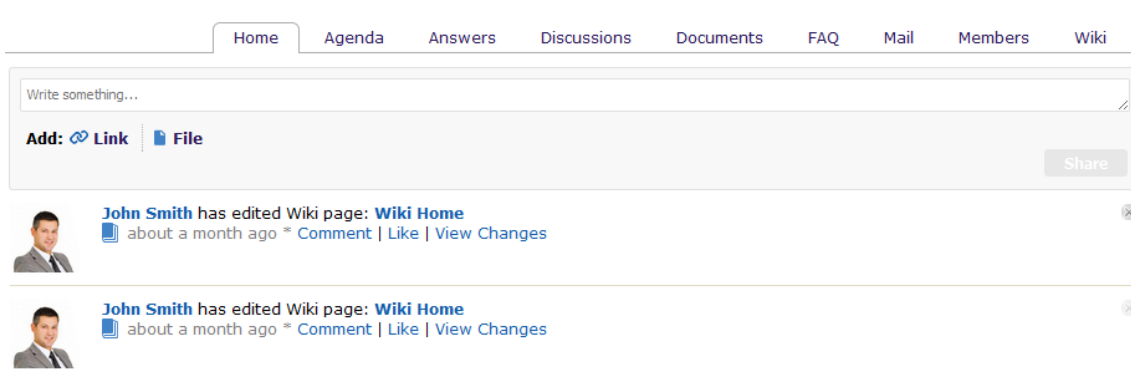 Home Agenda Answers Discussions Documents FAQ Mail Members Wiki
Write something...
Add: Link File
Share
John Smith has edited Wiki page: Wiki Home
about a month ago * Comment | Like | View Changes
John Smith has edited Wiki page: Wiki Home
about a month ago * Comment | Like | View Changes